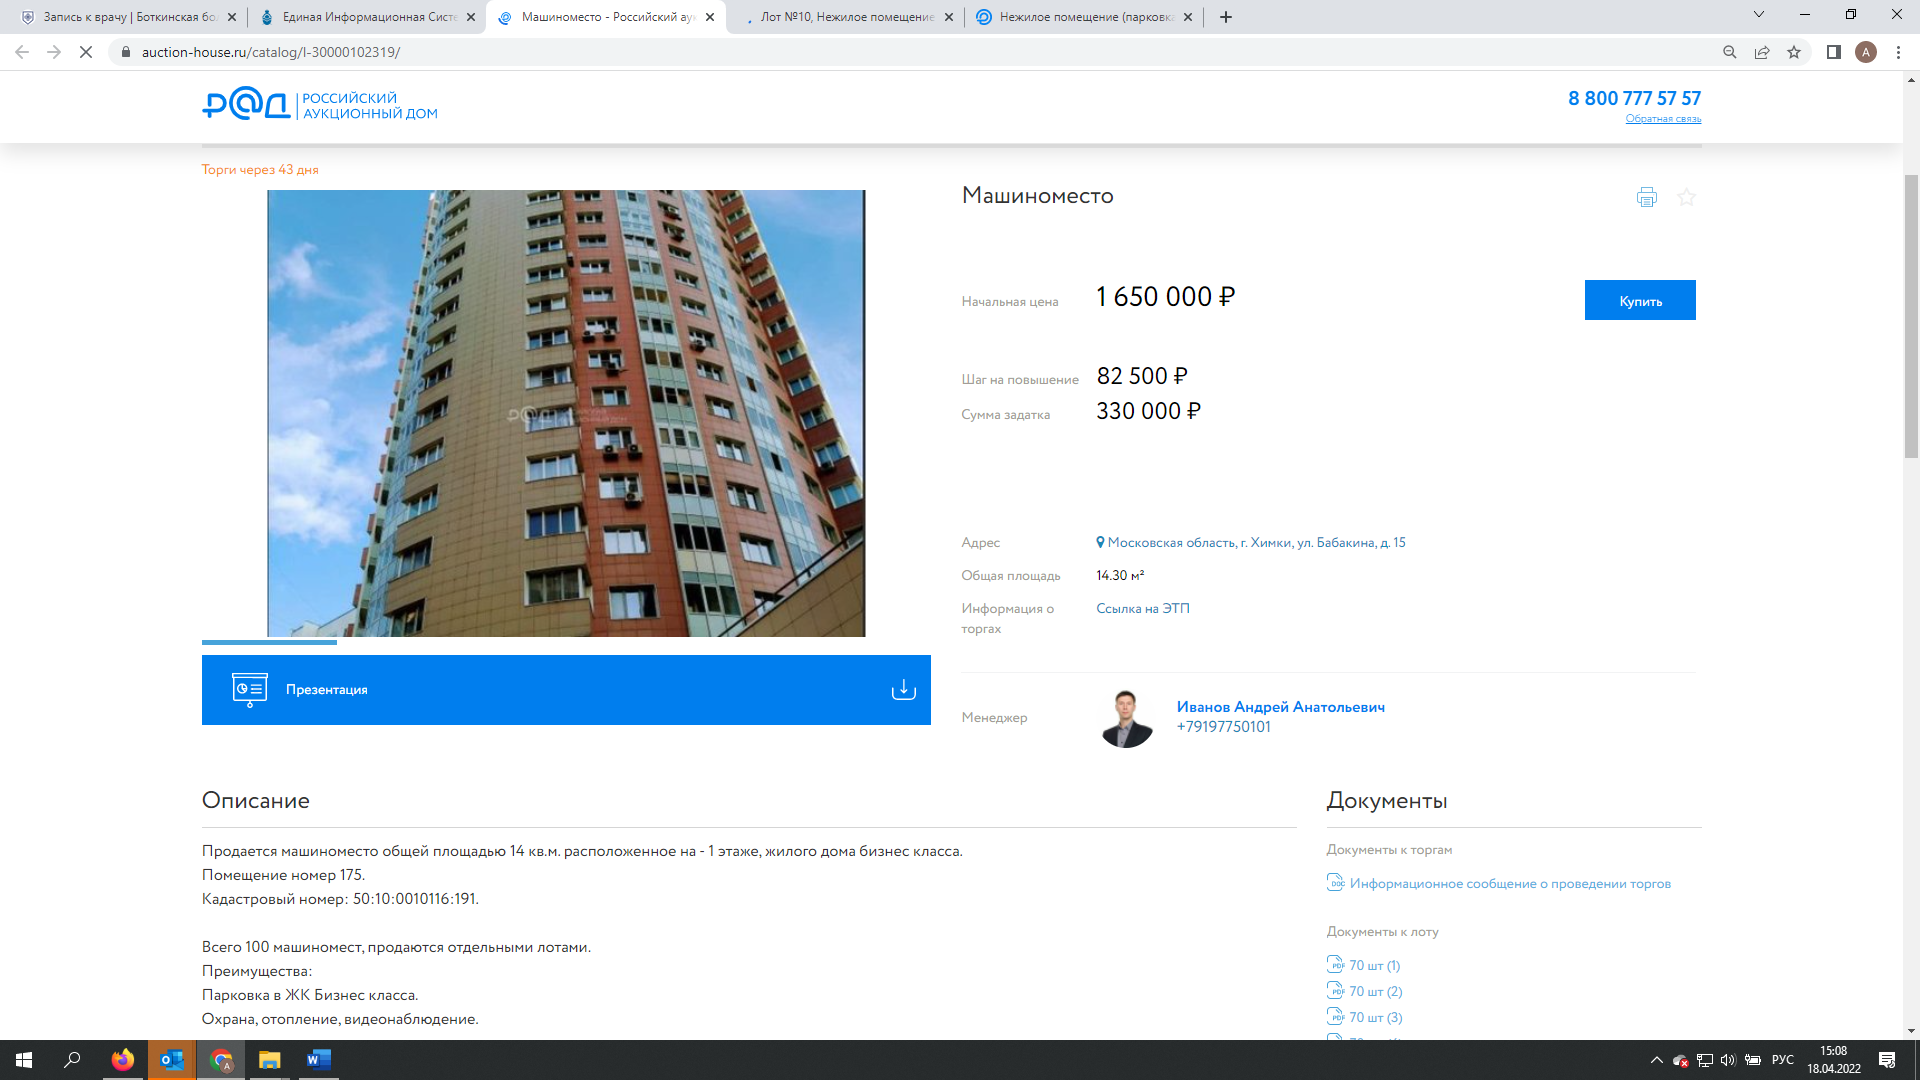 Запись к врачу | Боткинская бол
Единая Информационная Систе
Машиноместо - Российский аук
Лот №10, Нежилое помещение
Нежилое помещение (парковка
auction-house.ru/catalog/l-30000102319/
A
РАД РОССИЙСКИЙ
АУКЦИОННЫЙ ДОМ
8 800 777 57 57
Обратная связь
Торги через 43 дня
Машиноместо
Начальная цена 1 650 000 ₽
Купить
Шаг на повышение 82 500 ₽
Сумма задатка 330 000 ₽
Адрес Московская область, г. Химки, ул. Бабакина, д. 15
Общая площадь 14.30 м²
Информация о Ссылка на ЭТП
торгах
Презентация
Менеджер
Иванов Андрей Анатольевич
+79197750101
Описание
Продается машиноместо общей площадью 14 кв.м. расположенное на - 1 этаже, жилого дома бизнес класса.
Помещение номер 175.
Кадастровый номер: 50:10:0010116:191.
Всего 100 машиномест, продаются отдельными лотами.
Преимущества:
Парковка в ЖК Бизнес класса.
Охрана, отопление, видеонаблюдение.
Документы
Документы к торгам
DOC Информационное сообщение о проведении торгов
Документы к лоту
PDF 70 шт (1)
PDF 70 шт (2)
PDF 70 шт (3)
РУС
15:08
18.04.2022